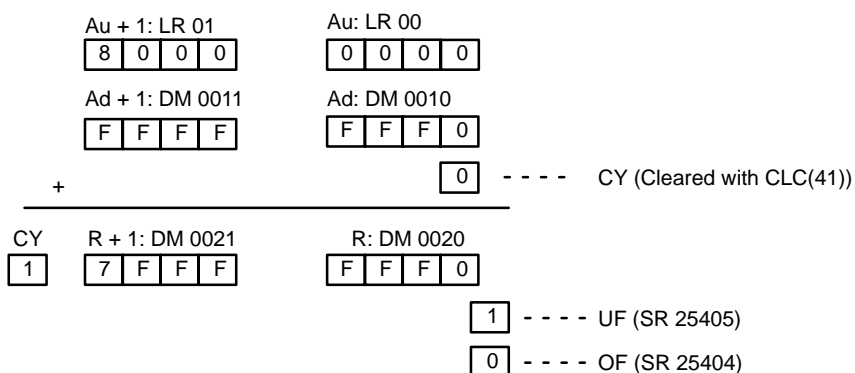 Au + 1: LR 01 Au: LR 00
8 0 0 0 0 0 0 0
Ad + 1: DM 0011 Ad: DM 0010
F F F F F F F 0
+ 0 - - - - CY (Cleared with CLC(41))
CY R + 1: DM 0021 R: DM 0020
1 7 F F F F F F 0
1 - - - - UF (SR 25405)
0 - - - - OF (SR 25404)